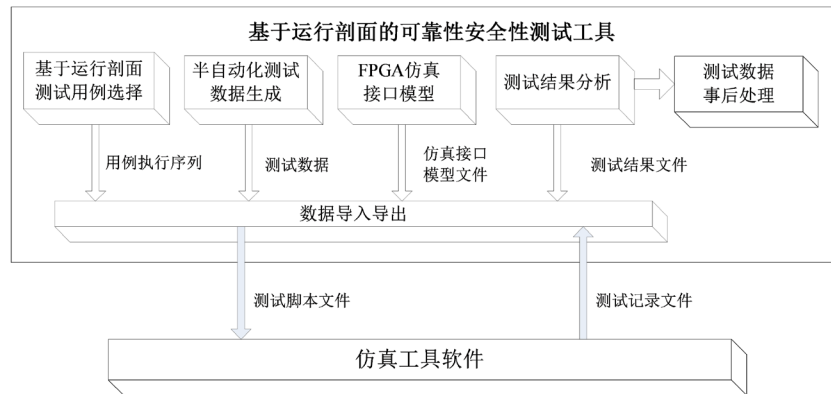 基于运行剖面的可靠性安全性测试工具
基于运行剖面
测试用例选择
半自动化测试
数据生成
FPGA仿真
接口模型
测试结果分析
测试数据
事后处理
用例执行序列
测试数据
仿真接口
模型文件
测试结果文件
数据导入导出
测试脚本文件
测试记录文件
仿真工具软件